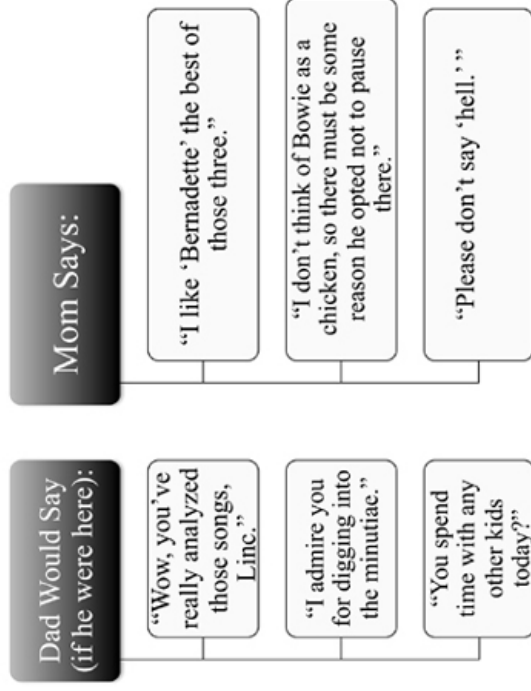 Dad Would Say
(if he were here):
“Wow, you’ve
really analyzed
those songs,
Linc.”
“I admire you
for digging into
the minutiae.”
“You spend
time with any
other kids
today?”
Mom Says:
“I like ‘Bernadette’ the best of
those three.”
“I don’t think of Bowie as a
chicken, so there must be some
reason he opted not to pause
there.”
“Please don’t say ‘hell.’ ”